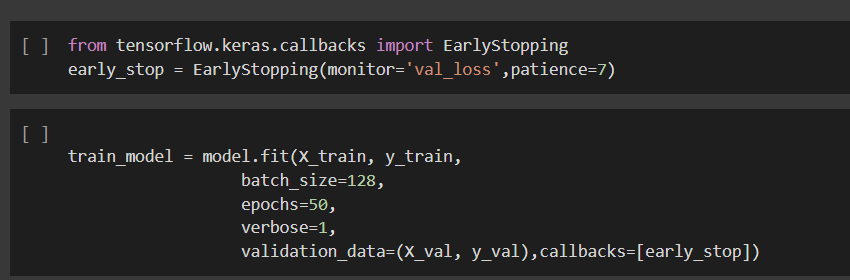 [ ] from tensorflow.keras.callbacks import EarlyStopping
early_stop = EarlyStopping(monitor='val_loss',patience=7)
[ ]
train_model = model.fit(X_train, y_train,
batch_size=128,
epochs=50,
verbose=1,
validation_data=(X_val, y_val),callbacks=[early_stop])